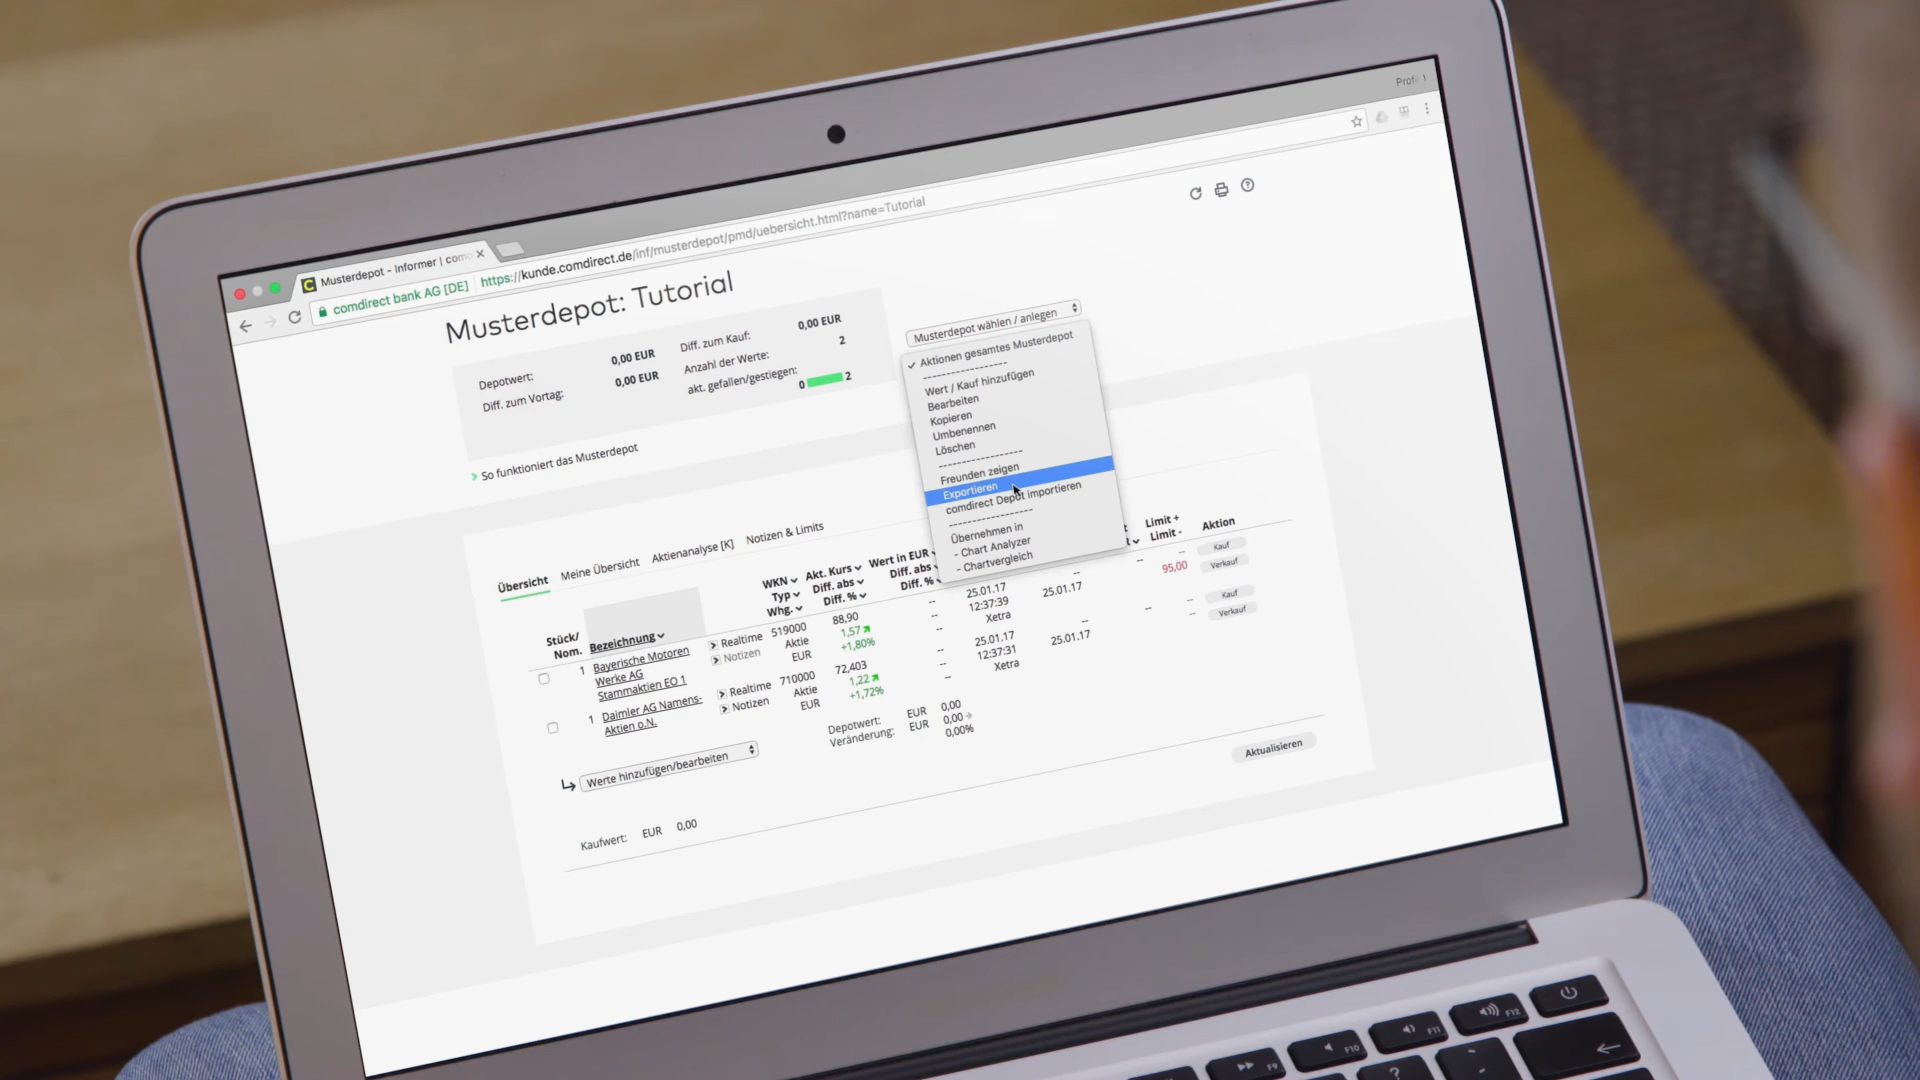 Musterdepot - Informer | com
comdirect bank AG [DE] https://kunde.comdirect.de/inf/musterdepot/pmd/uebersicht.html?name=Tutorial
Musterdepot: Tutorial
Depotwert: 0,00 EUR
Diff. zum Vortag: 0,00 EUR
Diff. zum Kauf: 0,00 EUR
Anzahl der Werte: 2
akt. gefallen/gestiegen: 0 2
So funktioniert das Musterdepot
Musterdepot wählen / anlegen
✓ Aktionen gesamtes Musterdepot
------------------
Wert / Kauf hinzufügen
Bearbeiten
Kopieren
Umbenennen
Löschen
------------------
Freunden zeigen
Exportieren
comdirect Depot importieren
------------------
Übernehmen in
- Chart Analyzer
- Chartvergleich
Übersicht Meine Übersicht Aktienanalyse [K] Notizen & Limits
Stück/
Nom.
Bezeichnung
WKN
Typ
Whg.
Akt. Kurs
Diff. abs
Diff. %
Wert in EUR
Diff. abs
Diff. %
Limit +
Limit -
Aktion
1 Bayerische Motoren
Werke AG
Stammaktien EO 1
Realtime
Notizen
519000
Aktie
EUR
88,90
1,57
+1,80%
--
--
--
25.01.17
12:37:39
Xetra
--
25.01.17
--
--
95,00
Kauf
Verkauf
1 Daimler AG Namens-
Aktien o.N.
Realtime
Notizen
710000
Aktie
EUR
72,403
1,22
+1,72%
--
--
25.01.17
12:37:31
Xetra
--
25.01.17
--
--
--
Kauf
Verkauf
Werte hinzufügen/bearbeiten
Depotwert: EUR 0,00
Veränderung: EUR 0,00
0,00%
Aktualisieren
Kaufwert: EUR 0,00
F9
F10
F11
F12
?